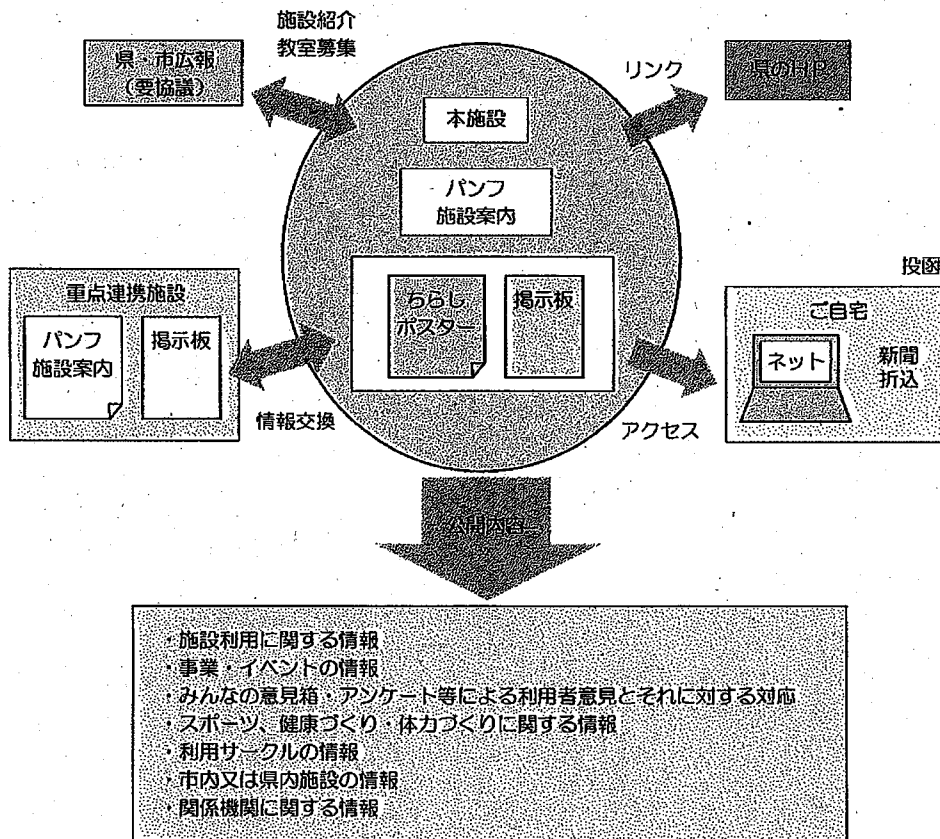 施設紹介
教室募集
県・市広報
（要協議）
リンク
県のHP
本施設
パンフ
施設案内
ちらし
ポスター
掲示板
重点連携施設
パンフ
施設案内
掲示板
情報交換
投函
ご自宅
ネット
新聞
折込
アクセス
公開内容
・施設利用に関する情報
・事業・イベントの情報
・みんなの意見箱・アンケート等による利用者意見とそれに対する対応
・スポーツ、健康づくり・体力づくりに関する情報
・利用サークルの情報
・市内又は県内施設の情報
・関係機関に関する情報